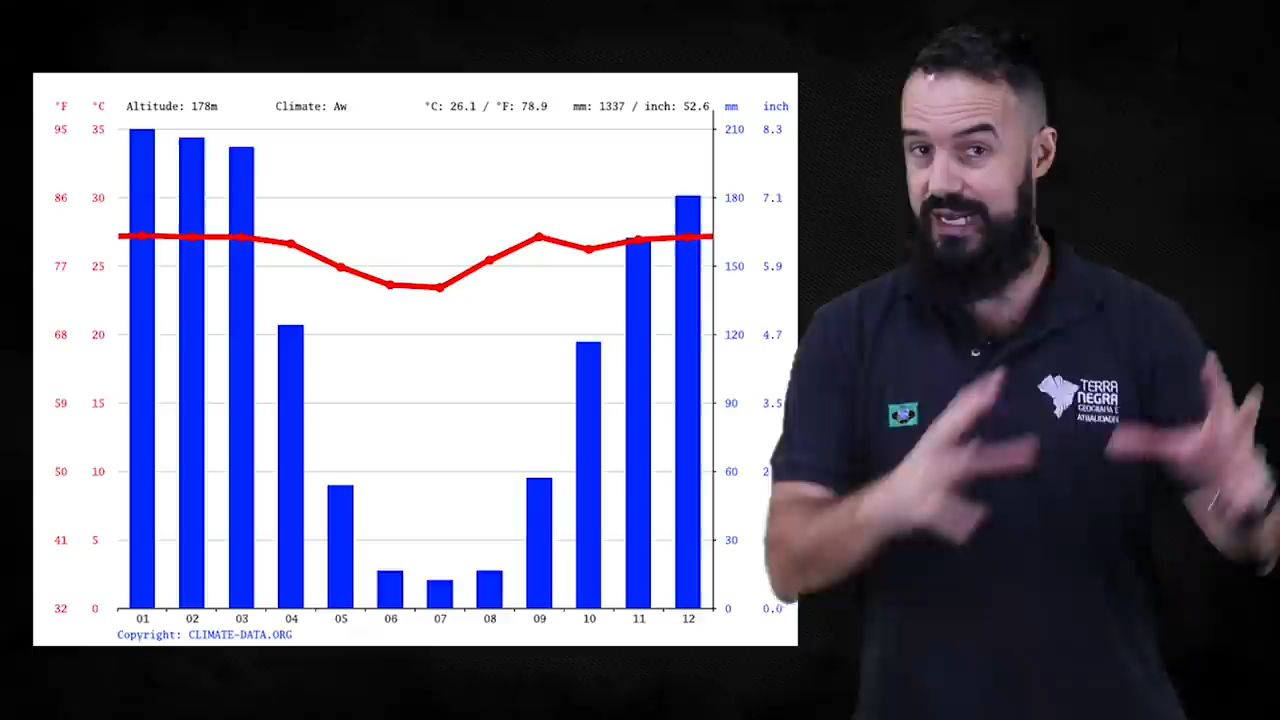 °F °C Altitude: 178m Climate: Aw °C: 26.1 / °F: 78.9 mm: 1337 / inch: 52.6 mm inch
95 35 210 8.3
86 30 180 7.1
77 25 150 5.9
68 20 120 4.7
59 15 90 3.5
50 10 60 2
41 5 30
32 0 0 0.0
01 02 03 04 05 06 07 08 09 10 11 12
Copyright: CLIMATE-DATA.ORG
TERRA
NEGRA
GEOGRAFIA E
ATUALIDADES